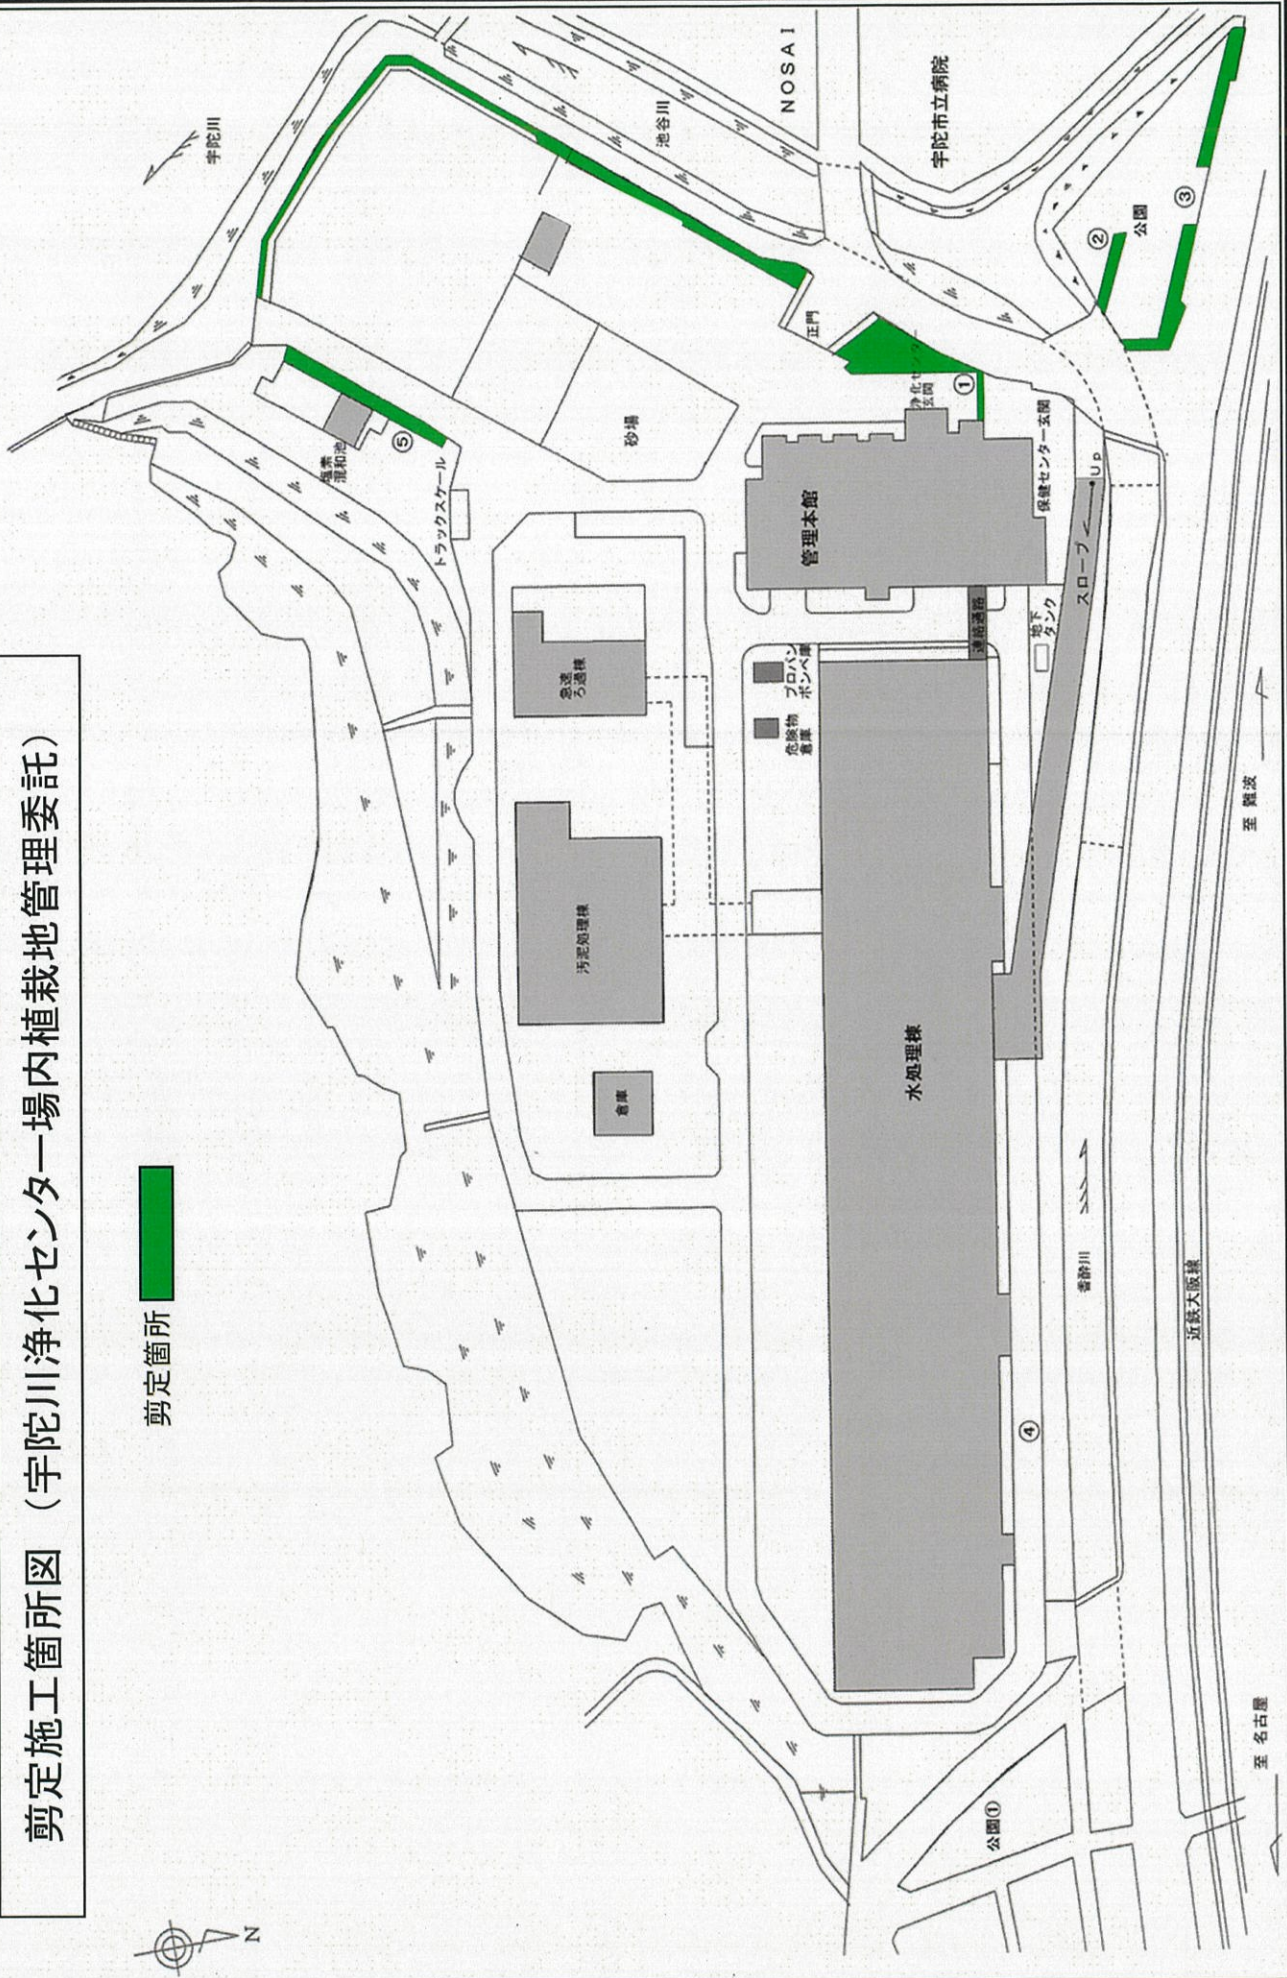 剪定施工箇所図 （宇陀川浄化センター場内植栽地管理委託）
剪定箇所
N
宇陀川
池谷川
NOSAI
宇陀市立病院
公園
②
③
正門
浄化センター
玄関
①
塩素
混和池
⑤
トラックスケール
砂場
管理本館
保健センター玄関
Up
スロープ
連絡通路
地下
タンク
急速
ろ過棟
プロパン
ボンベ庫
危険物
倉庫
汚泥処理棟
倉庫
水処理棟
④
香酔川
近鉄大阪線
至 難波
至 名古屋
公園①